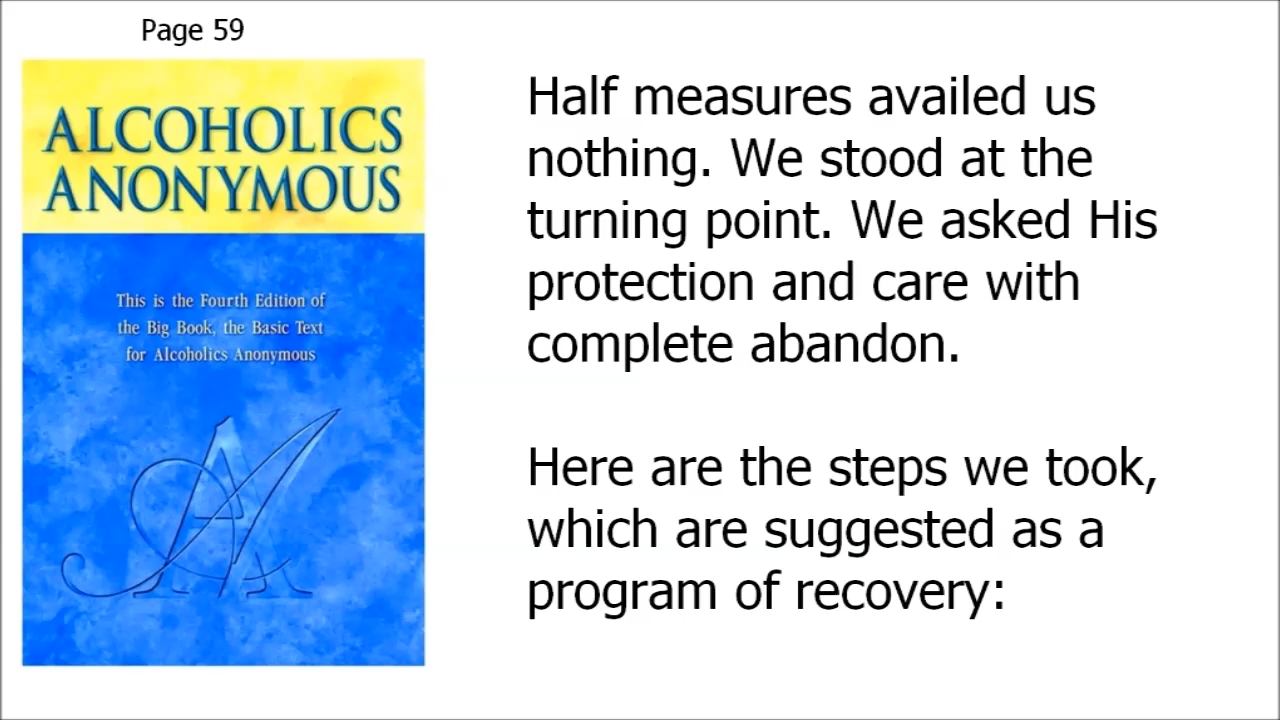 Page 59
ALCOHOLICS
ANONYMOUS
This is the Fourth Edition of
the Big Book, the Basic Text
for Alcoholics Anonymous
AA
Half measures availed us
nothing. We stood at the
turning point. We asked His
protection and care with
complete abandon.
Here are the steps we took,
which are suggested as a
program of recovery: